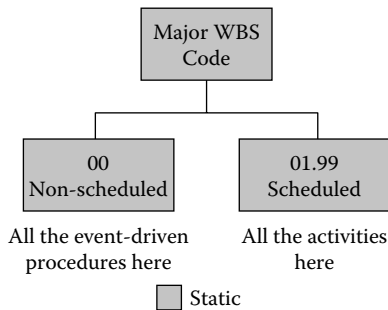 Major WBS
Code
00
Non-scheduled
01.99
Scheduled
All the event-driven
procedures here
All the activities
here
Static